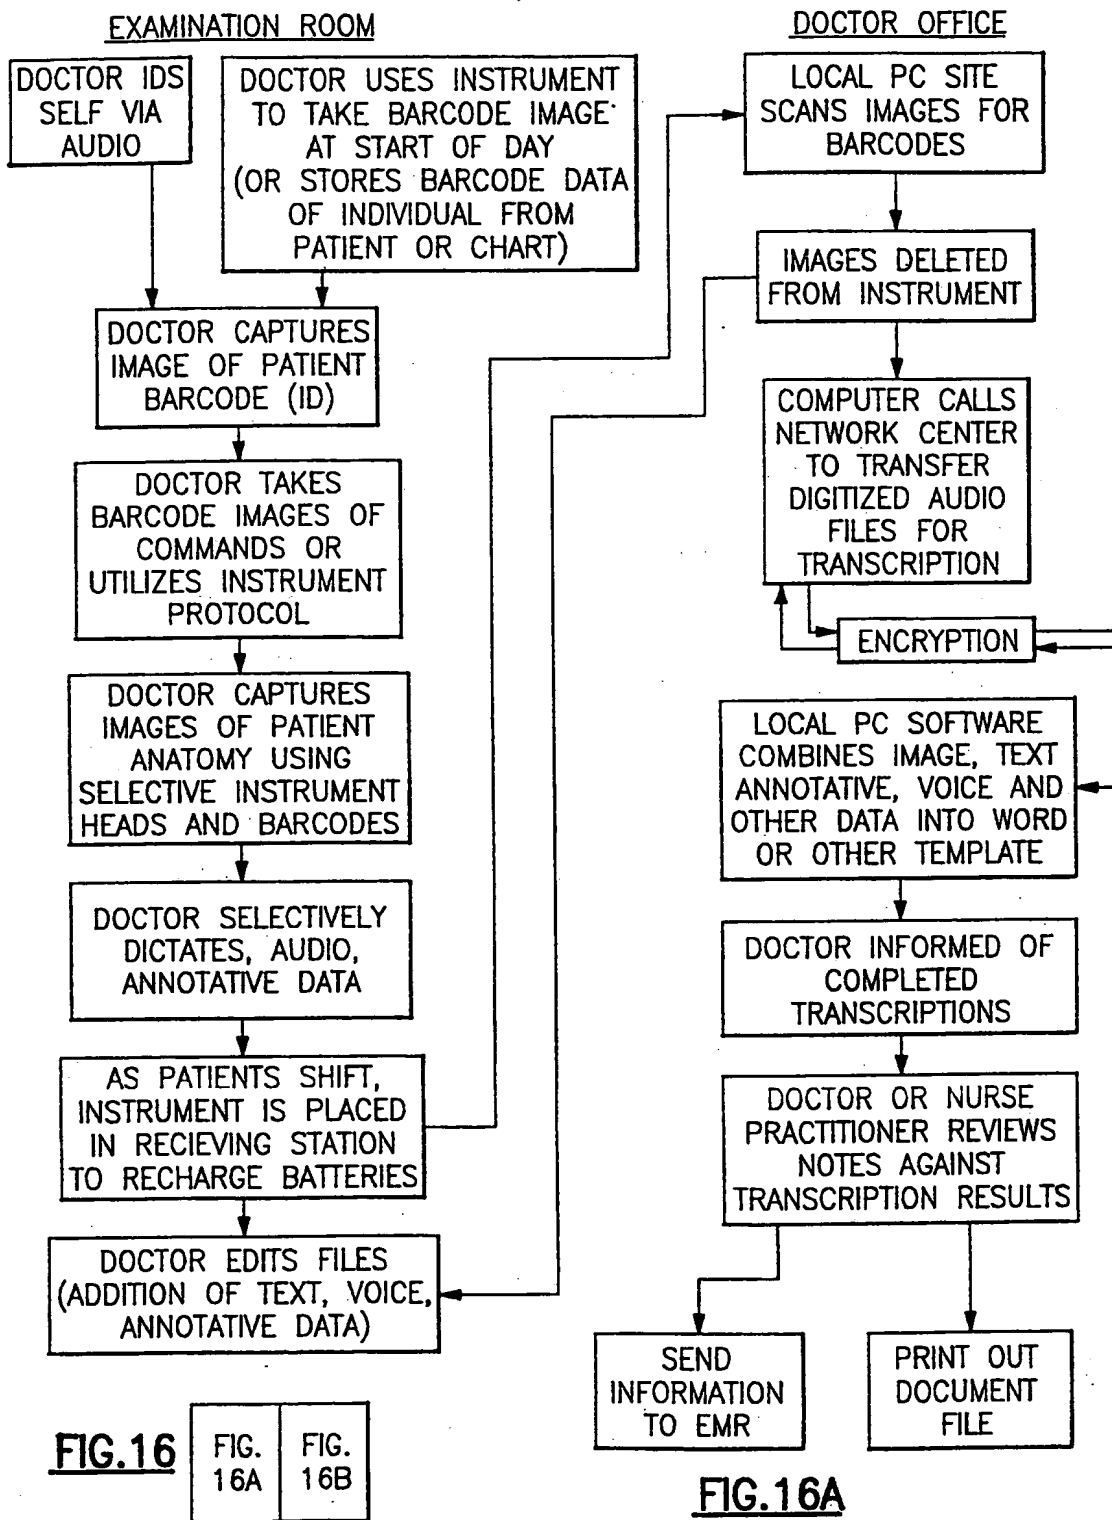 EXAMINATION ROOM
DOCTOR IDS
SELF VIA
AUDIO
DOCTOR USES INSTRUMENT
TO TAKE BARCODE IMAGE
AT START OF DAY
(OR STORES BARCODE DATA
OF INDIVIDUAL FROM
PATIENT OR CHART)
DOCTOR CAPTURES
IMAGE OF PATIENT
BARCODE (ID)
DOCTOR TAKES
BARCODE IMAGES OF
COMMANDS OR
UTILIZES INSTRUMENT
PROTOCOL
DOCTOR CAPTURES
IMAGES OF PATIENT
ANATOMY USING
SELECTIVE INSTRUMENT
HEADS AND BARCODES
DOCTOR SELECTIVELY
DICTATES, AUDIO,
ANNOTATIVE DATA
AS PATIENTS SHIFT,
INSTRUMENT IS PLACED
IN RECIEVING STATION
TO RECHARGE BATTERIES
DOCTOR EDITS FILES
(ADDITION OF TEXT, VOICE,
ANNOTATIVE DATA)
DOCTOR OFFICE
LOCAL PC SITE
SCANS IMAGES FOR
BARCODES
IMAGES DELETED
FROM INSTRUMENT
COMPUTER CALLS
NETWORK CENTER
TO TRANSFER
DIGITIZED AUDIO
FILES FOR
TRANSCRIPTION
ENCRYPTION
LOCAL PC SOFTWARE
COMBINES IMAGE, TEXT
ANNOTATIVE, VOICE AND
OTHER DATA INTO WORD
OR OTHER TEMPLATE
DOCTOR INFORMED OF
COMPLETED
TRANSCRIPTIONS
DOCTOR OR NURSE
PRACTITIONER REVIEWS
NOTES AGAINST
TRANSCRIPTION RESULTS
SEND
INFORMATION
TO EMR
PRINT OUT
DOCUMENT
FILE
FIG.16
FIG.
16A
FIG.
16B
FIG.16A